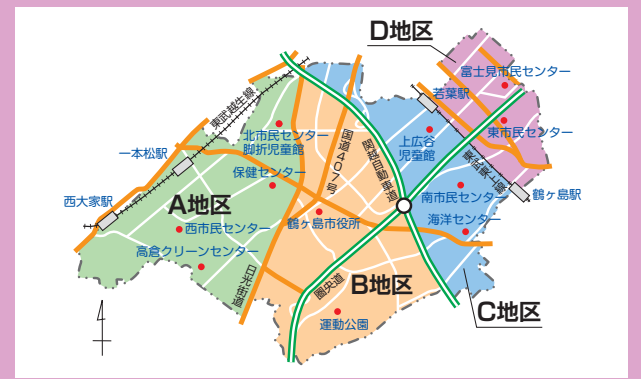 D地区
富士見市民センター
若葉駅
東武越生線
東市民センター
北市民センター
脚折児童館
国道407号
関越自動車道
上広谷
児童館
東武東上線
一本松駅
保健センター
南市民センター
鶴ヶ島駅
西大家駅
A地区
鶴ヶ島市役所
海洋センター
西市民センター
高倉クリーンセンター
日光街道
圏央道
B地区
C地区
運動公園